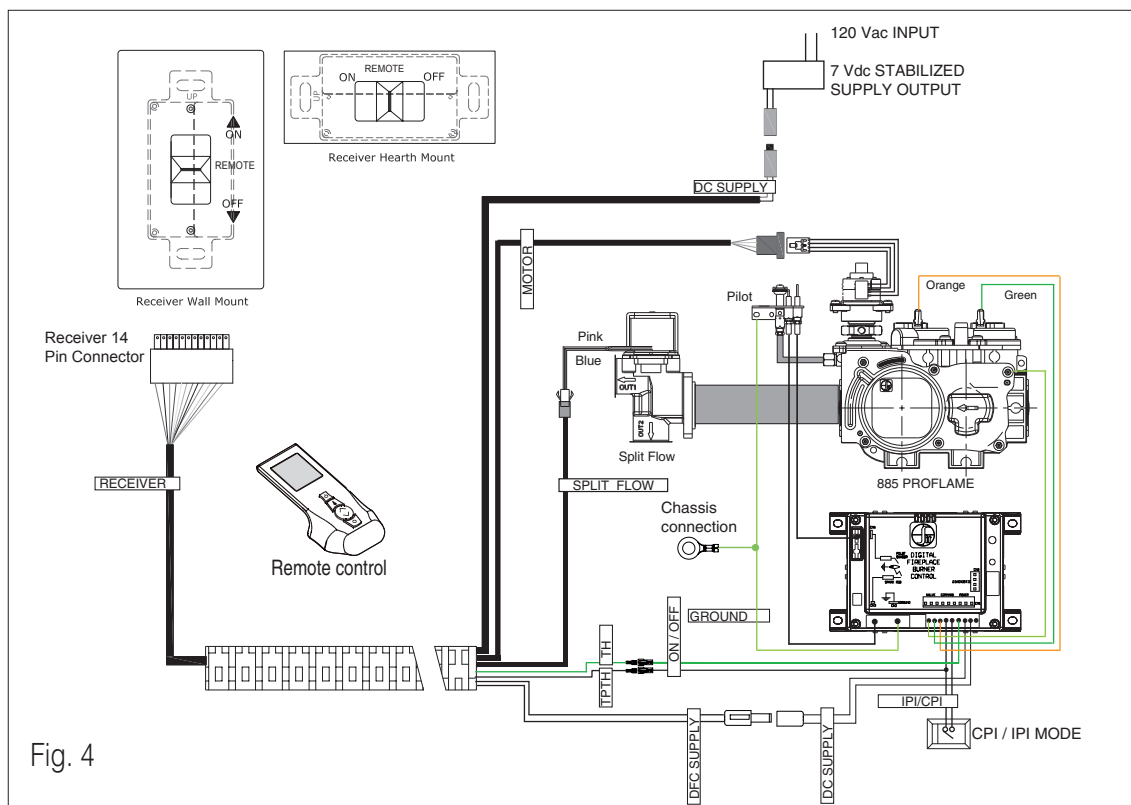 120 Vac INPUT
7 Vdc STABILIZED
SUPPLY OUTPUT
UP
ON
REMOTE
OFF
Receiver Wall Mount
REMOTE
ON
OFF
UP
Receiver Hearth Mount
DC SUPPLY
MOTOR
Pilot
Orange
Green
Receiver 14
Pin Connector
Pink
Blue
OUT1
OUT2
Split Flow
885 PROFLAME
RECEIVER
SPLIT FLOW
Remote control
Chassis
connection
DIGITAL
FIREPLACE
BURNER
CONTROL
GROUND
ON / OFF
TH
TPTH
IPI/CPI
CPI / IPI MODE
DFC SUPPLY
DC SUPPLY
Fig. 4